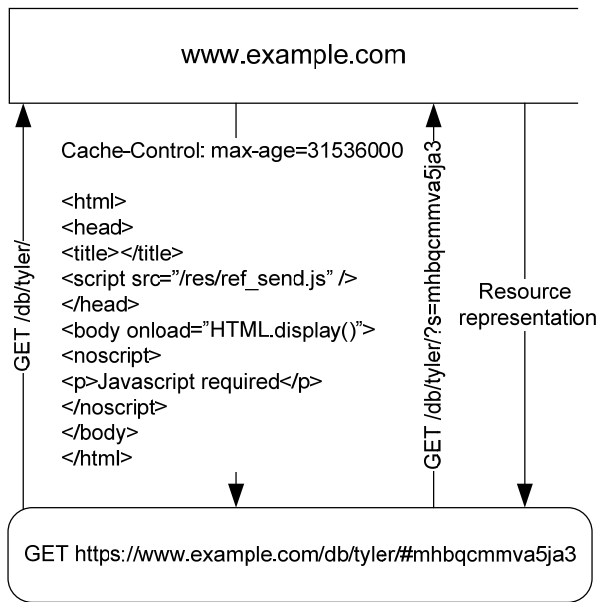 www.example.com
GET /db/tyler/
Cache-Control: max-age=31536000
<html>
<head>
<title></title>
<script src="/res/ref_send.js" />
</head>
<body onload="HTML.display()">
<noscript>
<p>Javascript required</p>
</noscript>
</body>
</html>
GET /db/tyler/?s=mhbqcmmva5ja3
Resource
representation
GET https://www.example.com/db/tyler/#mhbqcmmva5ja3